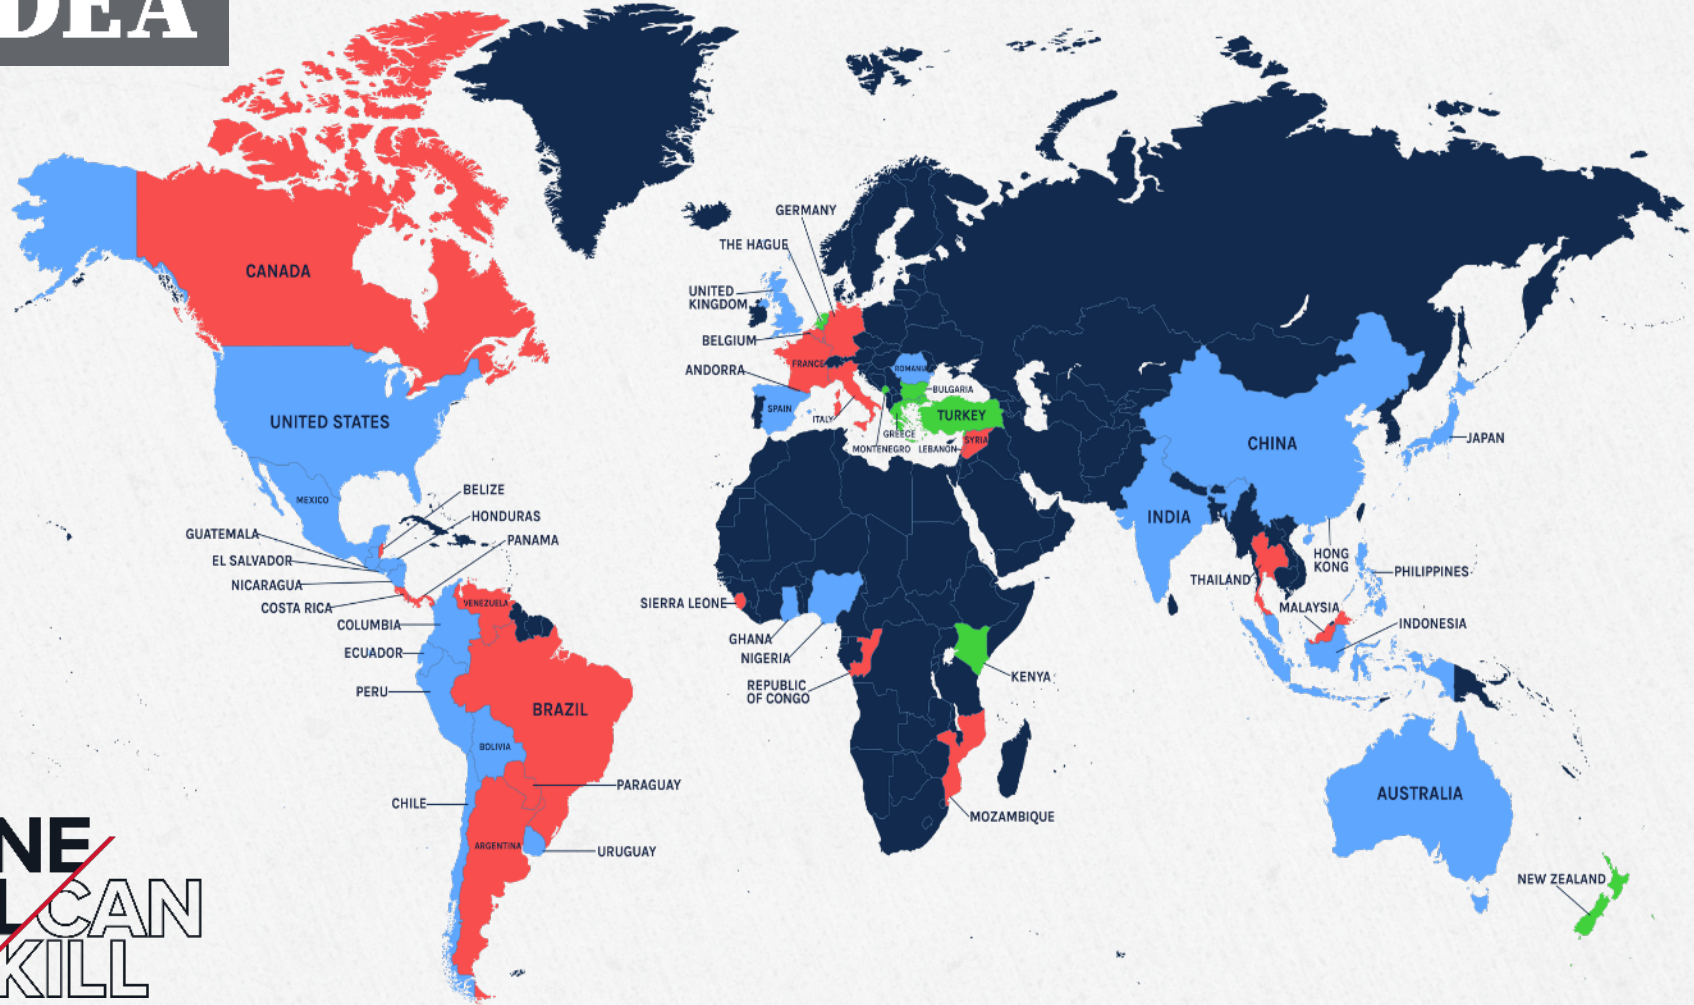 DEA
CANADA
UNITED STATES
MEXICO
BELIZE
HONDURAS
PANAMA
GUATEMALA
EL SALVADOR
NICARAGUA
COSTA RICA
VENEZUELA
COLUMBIA
ECUADOR
PERU
BRAZIL
BOLIVIA
PARAGUAY
CHILE
ARGENTINA
URUGUAY
GERMANY
THE HAGUE
UNITED
KINGDOM
BELGIUM
FRANCE
ANDORRA
ROMANIA
BULGARIA
SPAIN
ITALY
TURKEY
GREECE
MONTENEGRO
LEBANON
SYRIA
SIERRA LEONE
GHANA
NIGERIA
REPUBLIC
OF CONGO
KENYA
MOZAMBIQUE
CHINA
JAPAN
INDIA
HONG
KONG
THAILAND
PHILIPPINES
MALAYSIA
INDONESIA
AUSTRALIA
NEW ZEALAND
NE
L CAN
KILL